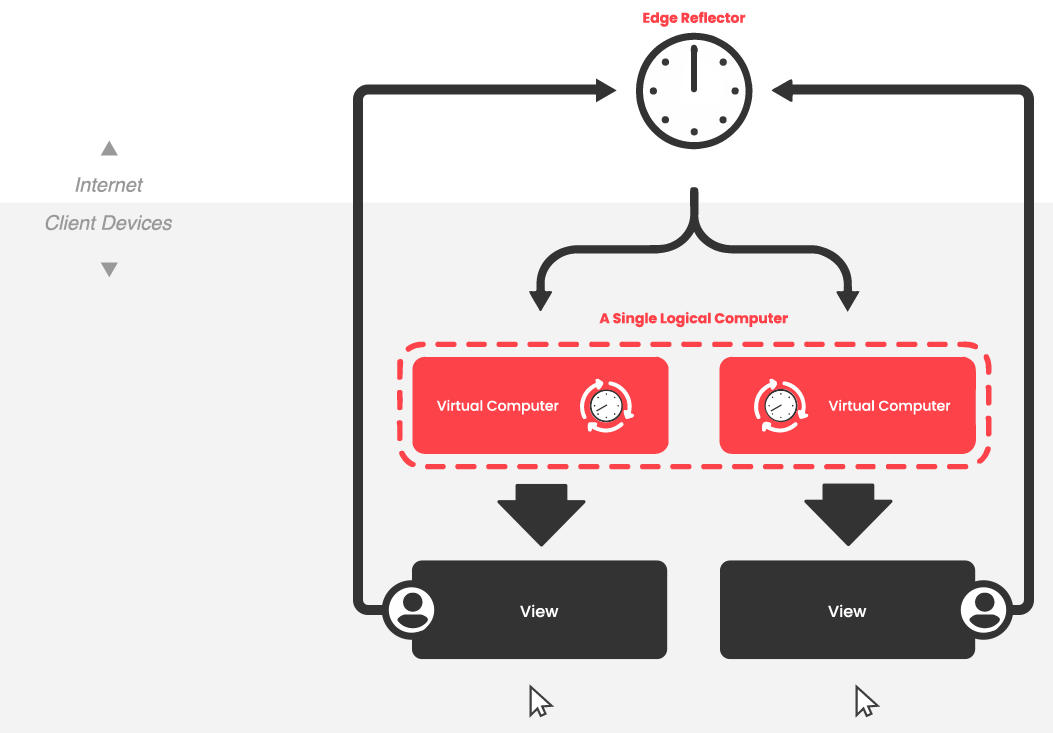 Edge Reflector
Internet
Client Devices
A Single Logical Computer
Virtual Computer
Virtual Computer
View
View